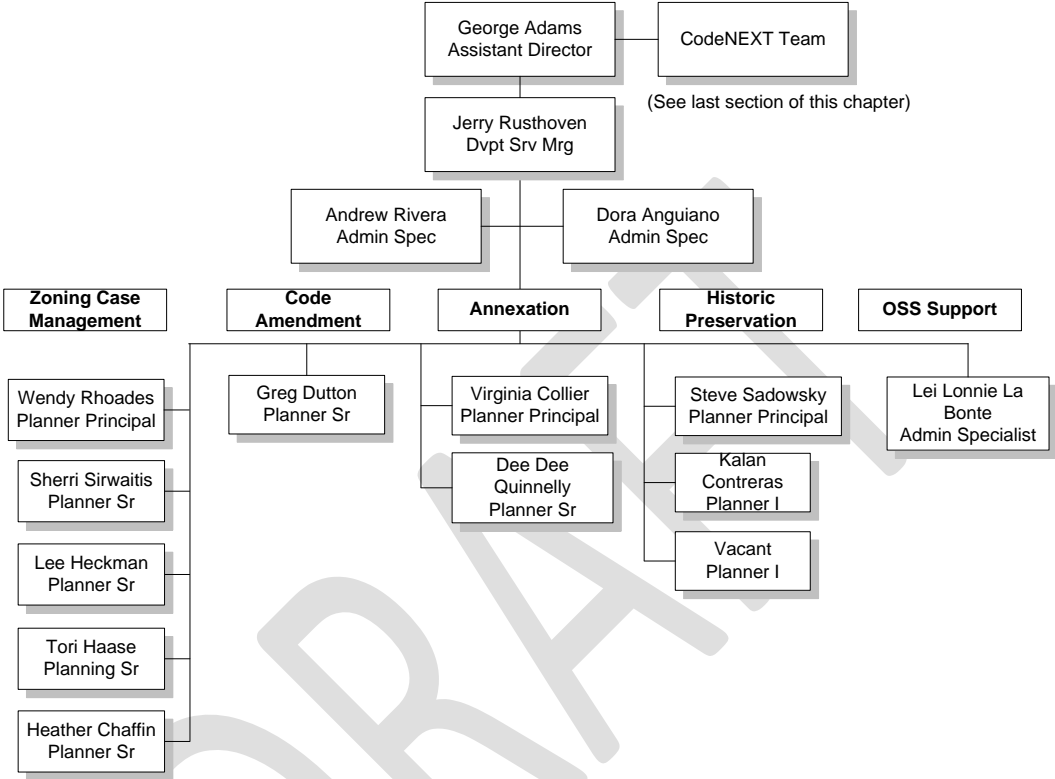 George Adams
Assistant Director
CodeNEXT Team
(See last section of this chapter)
Jerry Rusthoven
Dvpt Srv Mrg
Andrew Rivera
Admin Spec
Dora Anguiano
Admin Spec
Zoning Case
Management
Code
Amendment
Annexation
Historic
Preservation
OSS Support
Wendy Rhoades
Planner Principal
Sherri Sirwaitis
Planner Sr
Lee Heckman
Planner Sr
Tori Haase
Planning Sr
Heather Chaffin
Planner Sr
Greg Dutton
Planner Sr
Virginia Collier
Planner Principal
Dee Dee
Quinnelly
Planner Sr
Steve Sadowsky
Planner Principal
Kalan
Contreras
Planner I
Vacant
Planner I
Lei Lonnie La
Bonte
Admin Specialist
DRAFT